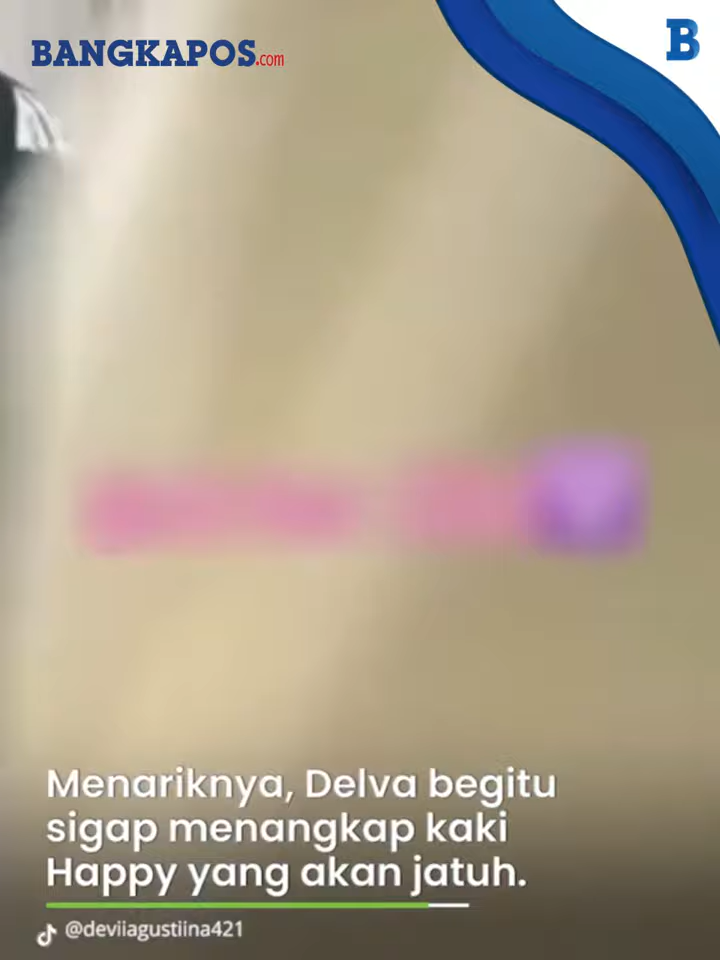 BANGKAPOS.com
B
Menariknya, Delva begitu
sigap menangkap kaki
Happy yang akan jatuh.
@deviiagustiina421